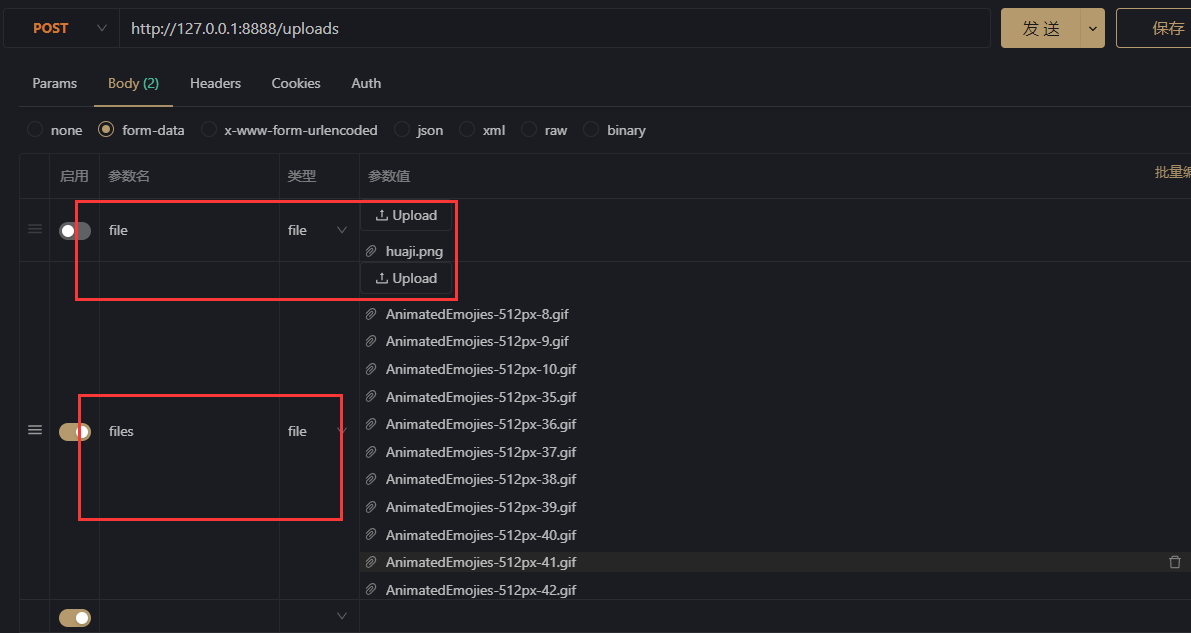 POST http://127.0.0.1:8888/uploads 发 送 保存
Params Body (2) Headers Cookies Auth
none form-data x-www-form-urlencoded json xml raw binary
启用 参数名 类型 参数值 批量编
file file Upload
huaji.png
Upload
AnimatedEmojies-512px-8.gif
AnimatedEmojies-512px-9.gif
AnimatedEmojies-512px-10.gif
AnimatedEmojies-512px-35.gif
AnimatedEmojies-512px-36.gif
files file
AnimatedEmojies-512px-37.gif
AnimatedEmojies-512px-38.gif
AnimatedEmojies-512px-39.gif
AnimatedEmojies-512px-40.gif
AnimatedEmojies-512px-41.gif
AnimatedEmojies-512px-42.gif